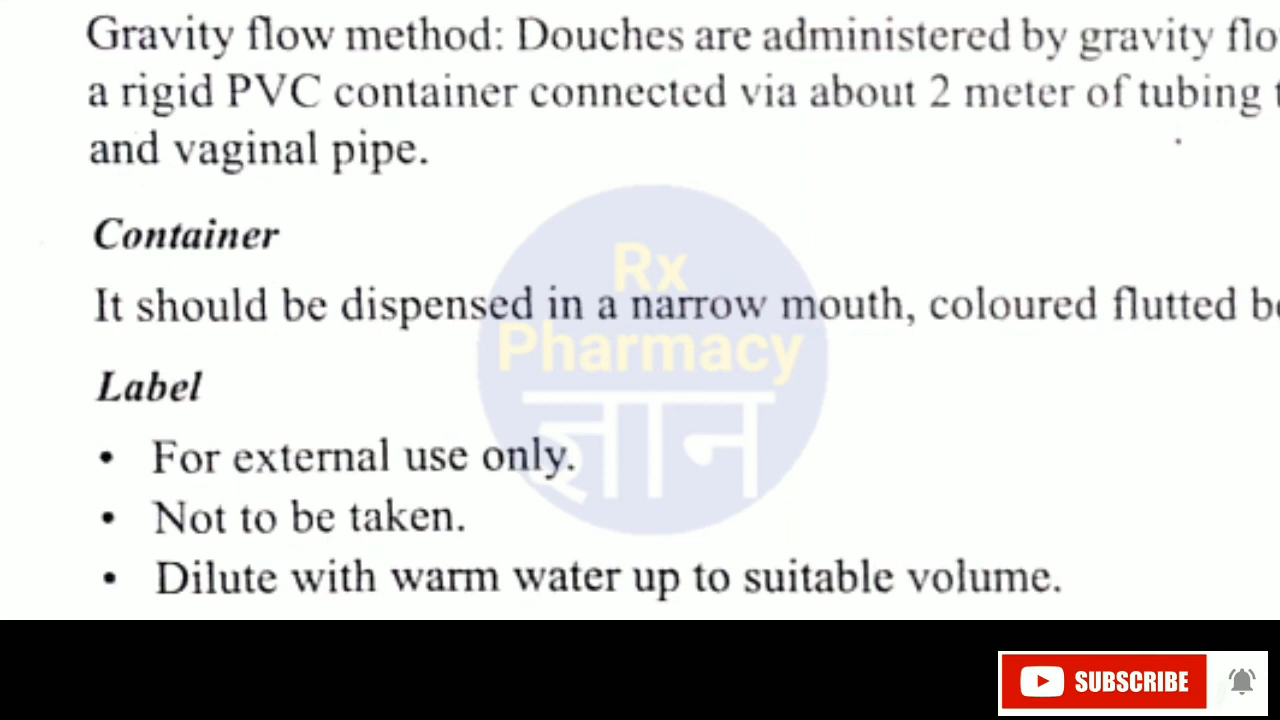 Gravity flow method: Douches are administered by gravity flo
a rigid PVC container connected via about 2 meter of tubing t
and vaginal pipe.
Container
It should be dispensed in a narrow mouth, coloured flutted bo
Label
• For external use only.
• Not to be taken.
• Dilute with warm water up to suitable volume.
Rx
Pharmacy
ज्ञान
SUBSCRIBE